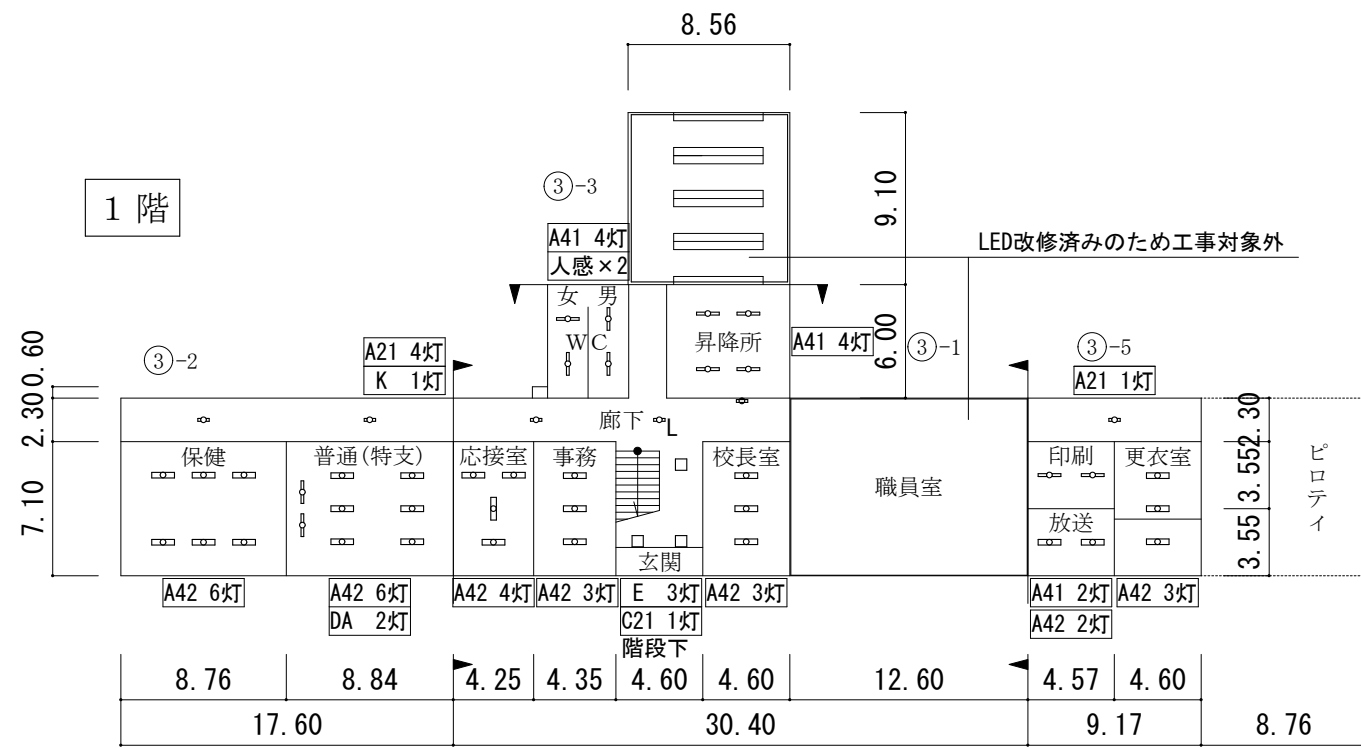 8.56
1 階
③-3
9.10
A41 4灯
人感×2
LED改修済みのため工事対象外
女 男
WC
昇降所
A41 4灯
6.00
③-1
③-5
③-2
A21 4灯
K 1灯
A21 1灯
0.60
2.30
7.10
廊下
L
2.30
3.55
3.55
保健
普通(特支)
応接室
事務
校長室
職員室
印刷
更衣室
放送
玄関
ピロティ
A42 6灯
A42 6灯
DA 2灯
A42 4灯
A42 3灯
E 3灯
C21 1灯
階段下
A42 3灯
A41 2灯
A42 2灯
A42 3灯
8.76
8.84
4.25
4.35
4.60
4.60
12.60
4.57
4.60
17.60
30.40
9.17
8.76